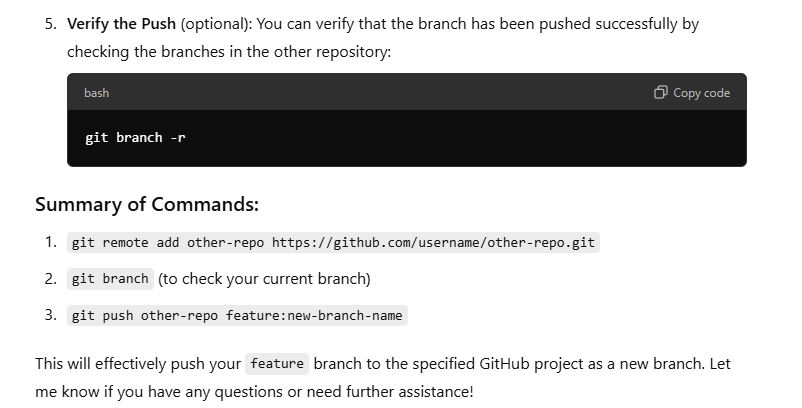 5. Verify the Push (optional): You can verify that the branch has been pushed successfully by
checking the branches in the other repository:
bash Copy code
git branch -r
Summary of Commands:
1. git remote add other-repo https://github.com/username/other-repo.git
2. git branch (to check your current branch)
3. git push other-repo feature:new-branch-name
This will effectively push your feature branch to the specified GitHub project as a new branch. Let
me know if you have any questions or need further assistance!